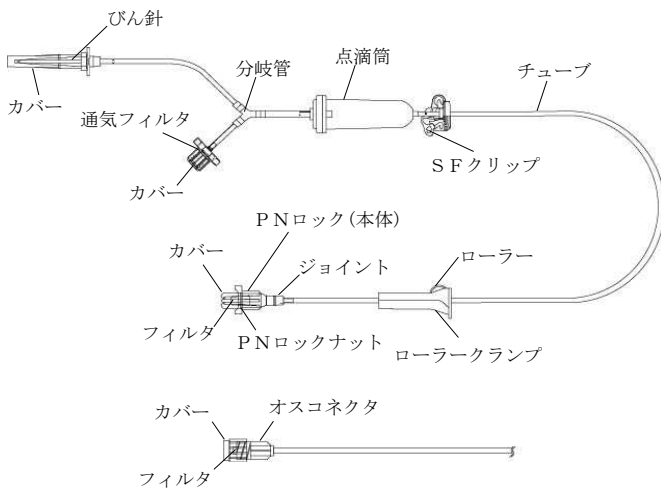 びん針
カバー
分岐管
点滴筒
チューブ
通気フィルタ
カバー
ＳＦクリップ
ＰＮロック(本体)
カバー
ジョイント
ローラー
フィルタ
ＰＮロックナット
ローラークランプ
カバー
オスコネクタ
フィルタ